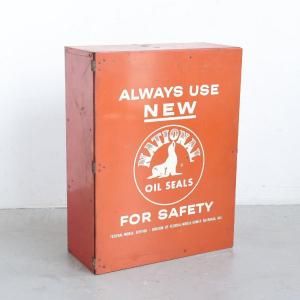 ALWAYS USE
NEW
NATIONAL
OIL SEALS
FOR SAFETY